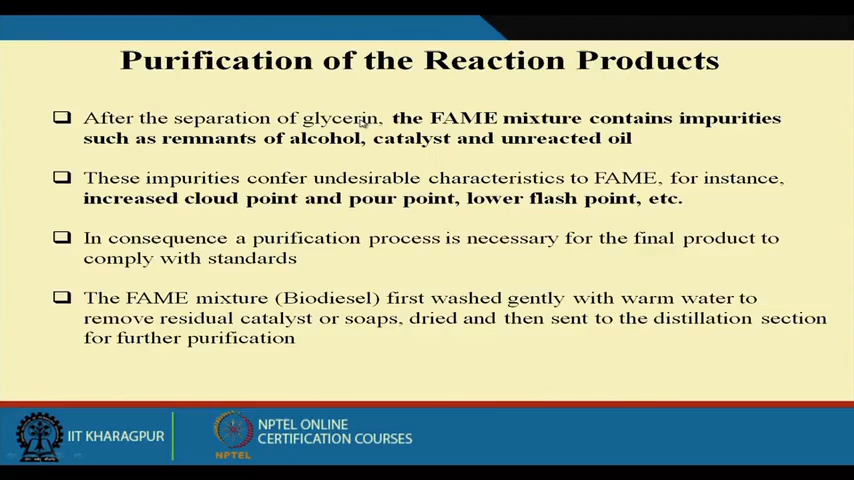 Purification of the Reaction Products
After the separation of glycerin, the FAME mixture contains impurities
such as remnants of alcohol, catalyst and unreacted oil
These impurities confer undesirable characteristics to FAME, for instance,
increased cloud point and pour point, lower flash point, etc.
In consequence a purification process is necessary for the final product to
comply with standards
The FAME mixture (Biodiesel) first washed gently with warm water to
remove residual catalyst or soaps, dried and then sent to the distillation section
for further purification
IIT KHARAGPUR
NPTEL
NPTEL ONLINE
CERTIFICATION COURSES